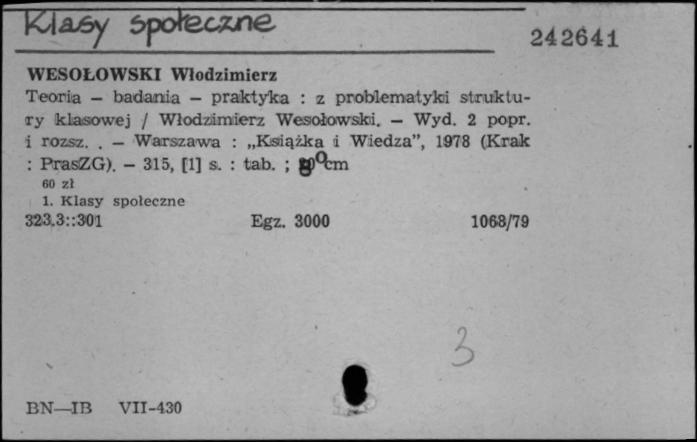 Klasy społeczne
242641
WESOŁOWSKI Włodzimierz
Teoria — badania — praktyka : z problematyki struktu-
ry klasowej / Włodzimierz Wesołowski. — Wyd. 2 popr.
i rozsz. . — Warszawa : „Książka i Wiedza”, 1978 (Krak
: PrasZG). — 315, [1] s. : tab. ; cm
60 zł
1. Klasy społeczne
323.3::301 Egz. 3000 1068/79
3
BN—IB VII-430